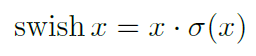 swish x = x · σ(x)